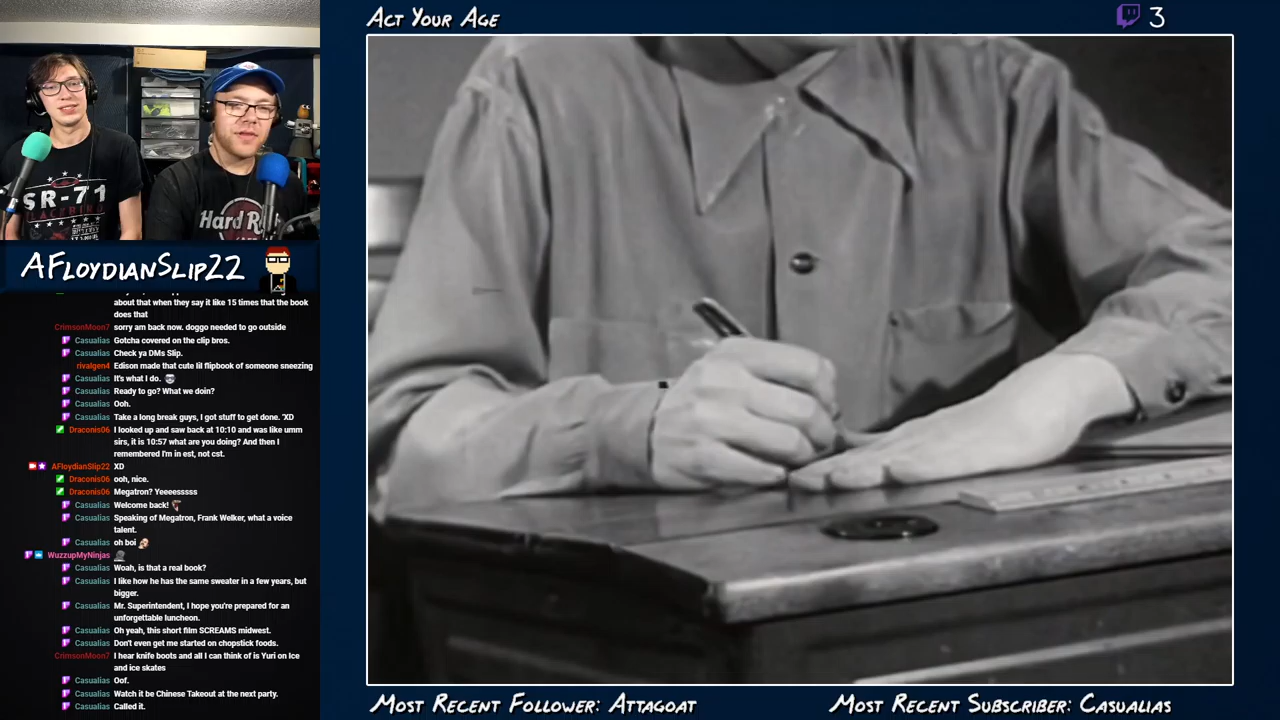 Act Your Age
3
SR-71
BLACKBIRD
Hard R
CAFE
AFloydianSlip22
about that when they say it like 15 times that the book
does that
CrimsonMoon7 sorry am back now. doggo needed to go outside
Casualias Gotcha covered on the clip bros.
Casualias Check ya DMs Slip.
rivalgen4 Edison made that cute lil flipbook of someone sneezing
Casualias It's what I do.
Casualias Ready to go? What we doin?
Casualias Ooh.
Casualias Take a long break guys, I got stuff to get done. "XD
Draconis06 I looked up and saw back at 10:10 and was like umm
sirs, it is 10:57 what are you doing? And then I
remembered I'm in est, not cst.
AFloydianSlip22 XD
Draconis06 ooh, nice.
Draconis06 Megatron? Yeeeesssss
Casualias Welcome back!
Casualias Speaking of Megatron, Frank Welker, what a voice
talent.
Casualias oh boi
WuzzupMyNinjas
Casualias Woah, is that a real book?
Casualias I like how he has the same sweater in a few years, but
bigger.
Casualias Mr. Superintendent, I hope you're prepared for an
unforgettable luncheon.
Casualias Oh yeah, this short film SCREAMS midwest.
Casualias Don't even get me started on chopstick foods.
CrimsonMoon7 I hear knife boots and all I can think of is Yuri on Ice
and ice skates
Casualias Oof.
Casualias Watch it be Chinese Takeout at the next party.
Casualias Called it.
Most Recent Follower: Attagoat
Most Recent Subscriber: Casualias